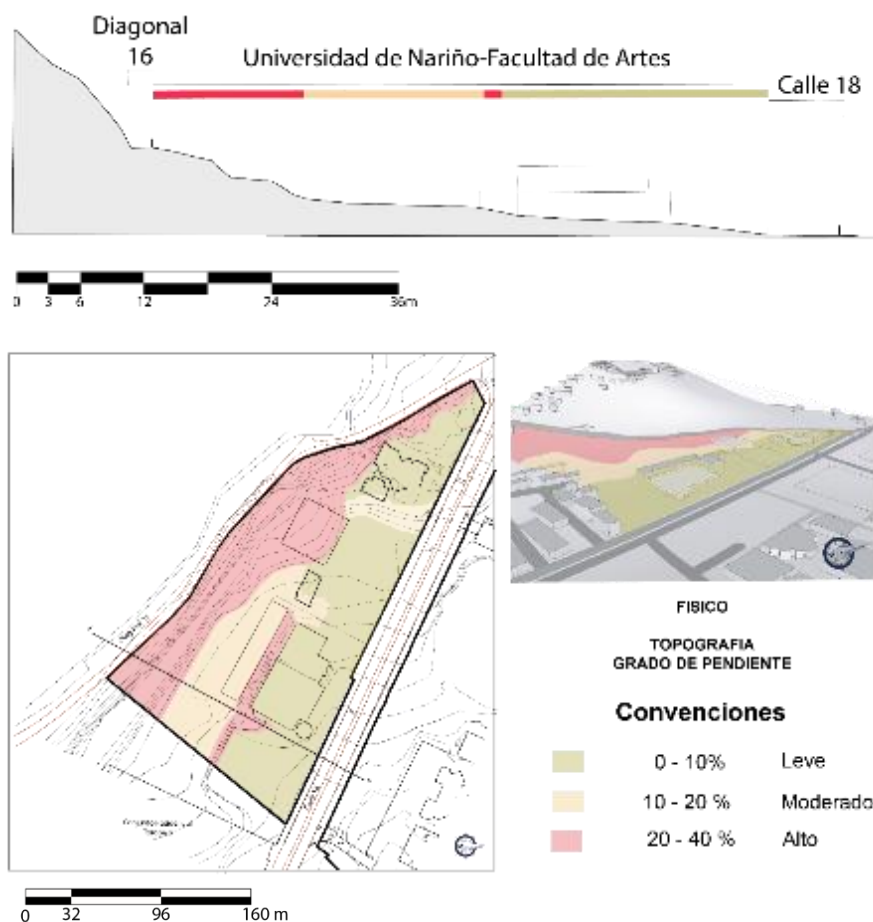 Diagonal
16
Universidad de Nariño-Facultad de Artes
Calle 18
0 3 6 12 24 36m
FISICO
TOPOGRAFIA
GRADO DE PENDIENTE
Convenciones
0 - 10% Leve
10 - 20 % Moderado
20 - 40 % Alto
0 32 96 160 m